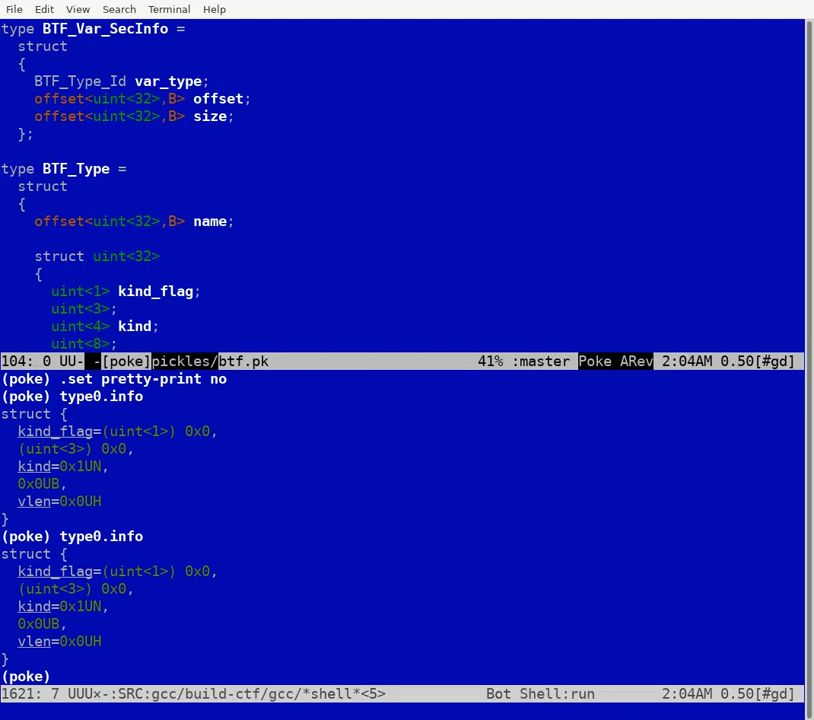 File Edit View Search Terminal Help
type BTF_Var_SecInfo =
  struct
  {
    BTF_Type_Id var_type;
    offset<uint<32>,B> offset;
    offset<uint<32>,B> size;
  };
type BTF_Type =
  struct
  {
    offset<uint<32>,B> name;
    struct uint<32>
    {
      uint<1> kind_flag;
      uint<3>;
      uint<4> kind;
      uint<8>;
104: 0 UU- -[poke]pickles/btf.pk 41% :master Poke ARev 2:04AM 0.50[#gd]
(poke) .set pretty-print no
(poke) type0.info
struct {
  kind_flag=(uint<1>) 0x0,
  (uint<3>) 0x0,
  kind=0x1UN,
  0x0UB,
  vlen=0x0UH
}
(poke) type0.info
struct {
  kind_flag=(uint<1>) 0x0,
  (uint<3>) 0x0,
  kind=0x1UN,
  0x0UB,
  vlen=0x0UH
}
(poke)
1621: 7 UUU×-:SRC:gcc/build-ctf/gcc/*shell*<5> Bot Shell:run 2:04AM 0.50[#gd]